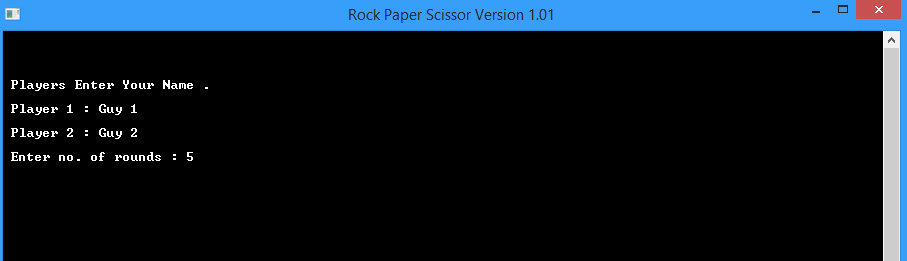 Rock Paper Scissor Version 1.01
Players Enter Your Name .
Player 1 : Guy 1
Player 2 : Guy 2
Enter no. of rounds : 5